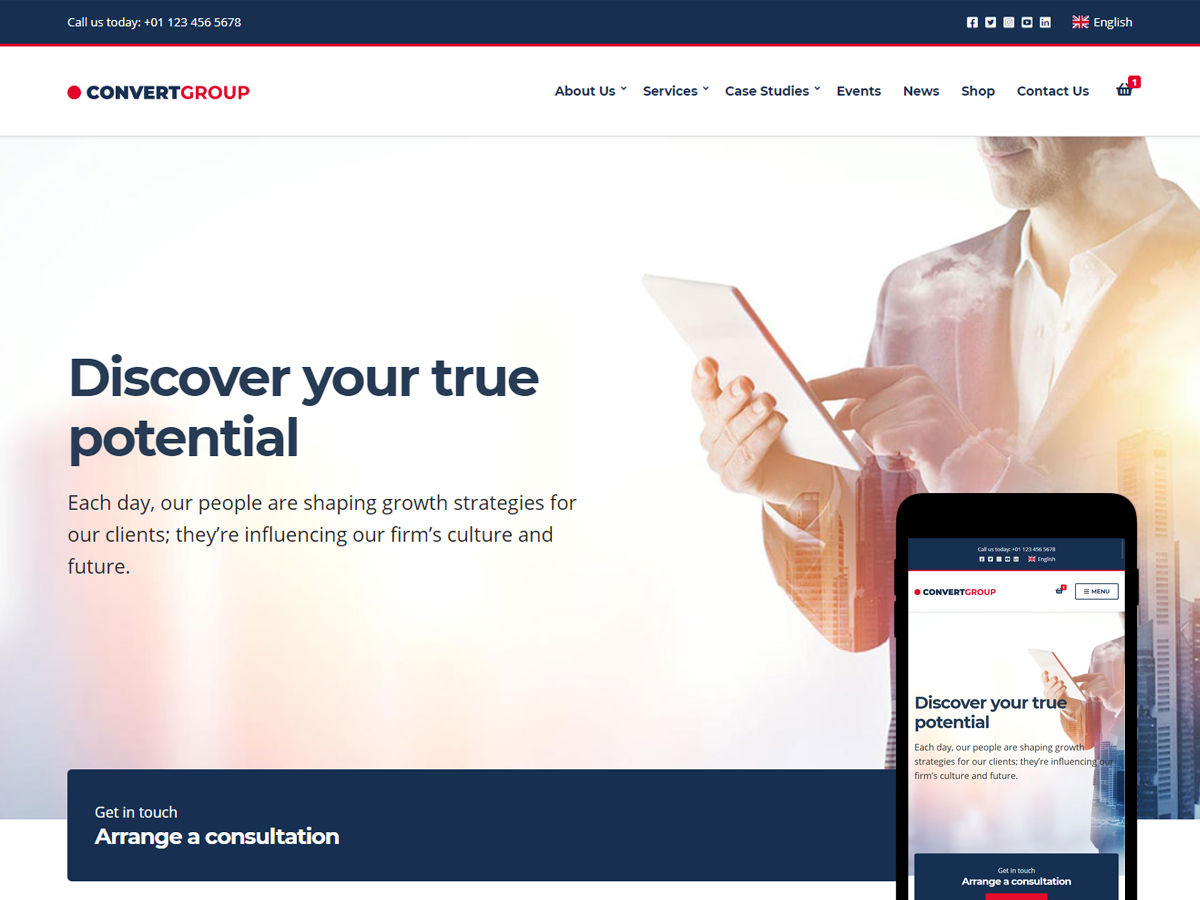 Call us today: +01 123 456 5678
English
CONVERTGROUP
About Us
Services
Case Studies
Events
News
Shop
Contact Us
1
Discover your true
potential
Each day, our people are shaping growth strategies for
our clients; they’re influencing our firm’s culture and
future.
Get in touch
Arrange a consultation
Call us today: +01 123 456 5678
English
CONVERTGROUP
MENU
Discover your true
potential
Each day, our people are shaping growth
strategies for our clients; they’re influencing our
firm’s culture and future.
Get in touch
Arrange a consultation